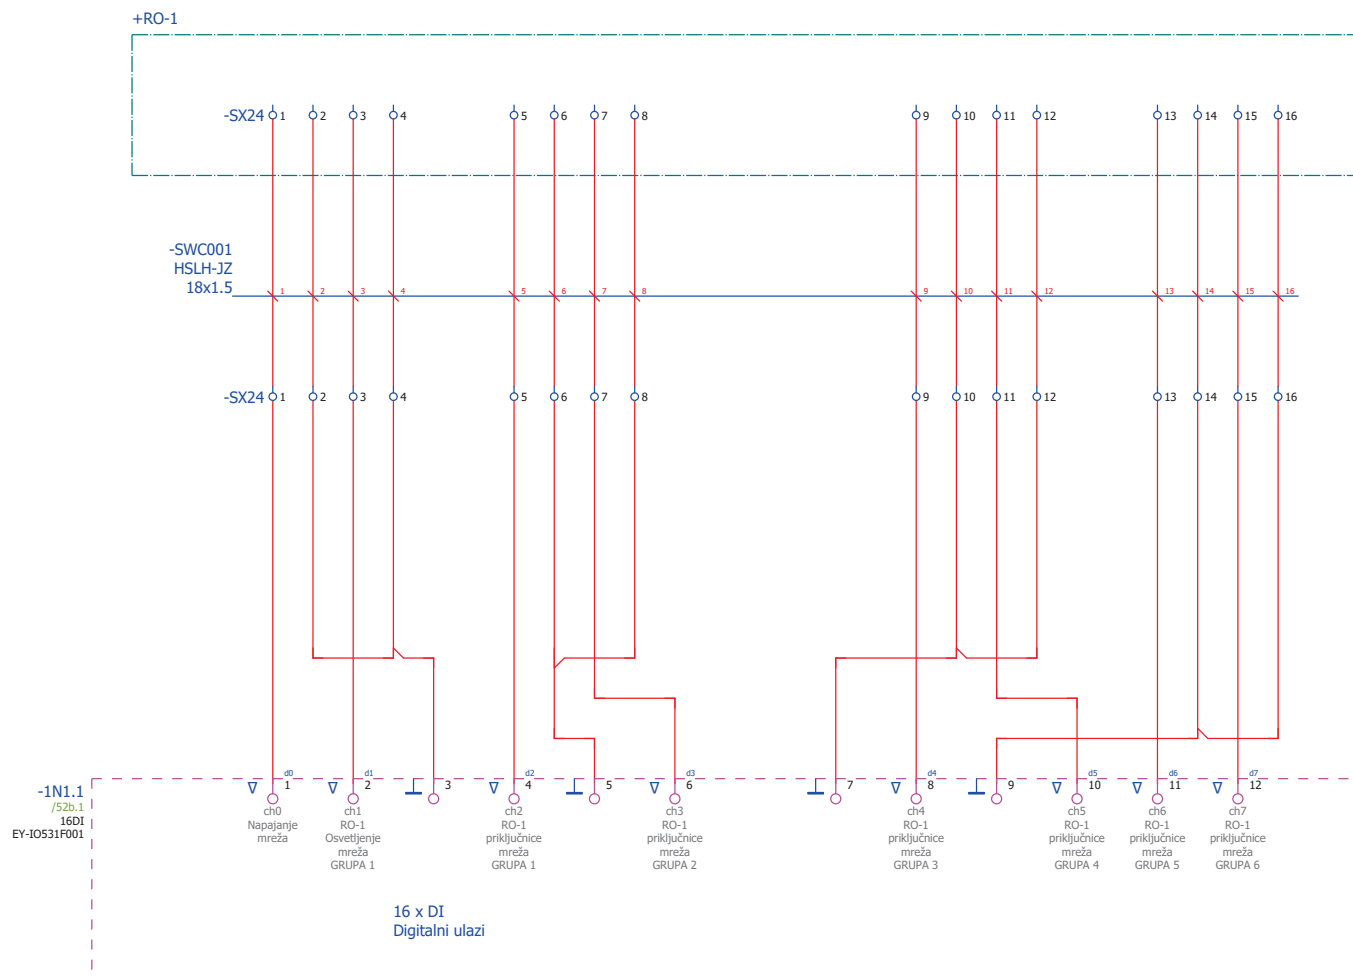 +RO-1
-SX24 1 2 3 4 5 6 7 8 9 10 11 12 13 14 15 16
-SWC001
HSLH-JZ
18x1.5
1 2 3 4 5 6 7 8 9 10 11 12 13 14 15 16
-SX24 1 2 3 4 5 6 7 8 9 10 11 12 13 14 15 16
d0 d1 d2 d3 d4 d5 d6 d7
1 2 3 4 5 6 7 8 9 10 11 12
-1N1.1
/52b.1
16DI
EY-IO531F001
ch0
Napajanje
mreža
ch1
RO-1
Osvetljenje
mreža
GRUPA 1
ch2
RO-1
priključnice
mreža
GRUPA 1
ch3
RO-1
priključnice
mreža
GRUPA 2
ch4
RO-1
priključnice
mreža
GRUPA 3
ch5
RO-1
priključnice
mreža
GRUPA 4
ch6
RO-1
priključnice
mreža
GRUPA 5
ch7
RO-1
priključnice
mreža
GRUPA 6
16 x DI
Digitalni ulazi